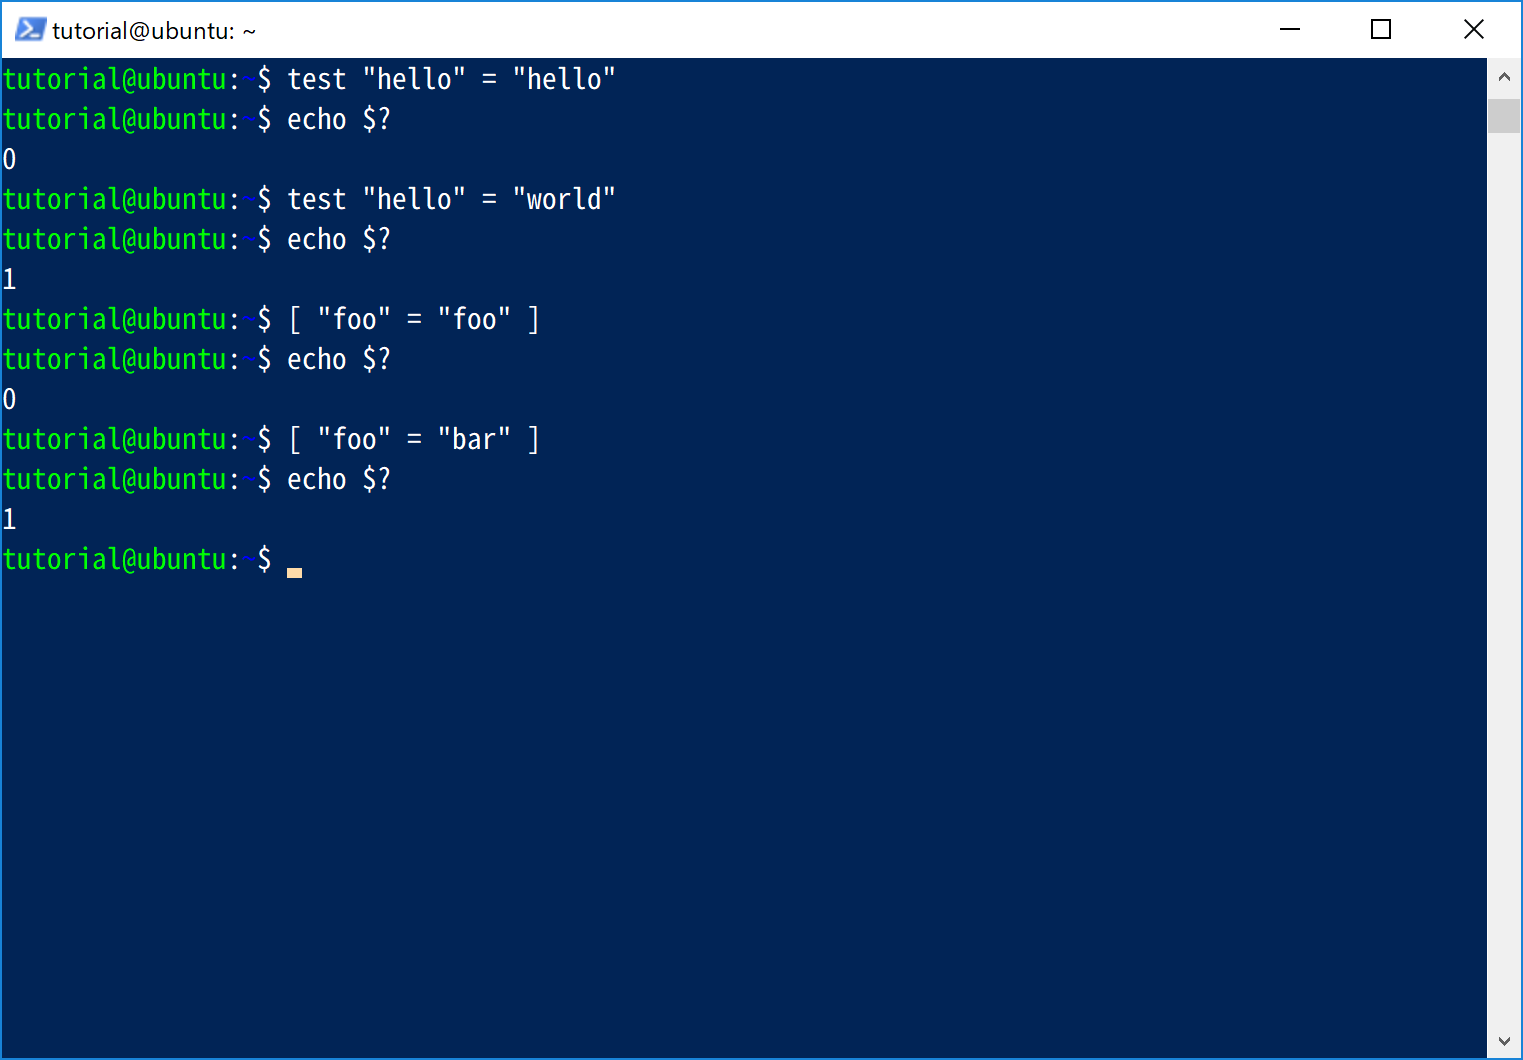 tutorial@ubuntu: ~
tutorial@ubuntu:~$ test "hello" = "hello"
tutorial@ubuntu:~$ echo $?
0
tutorial@ubuntu:~$ test "hello" = "world"
tutorial@ubuntu:~$ echo $?
1
tutorial@ubuntu:~$ [ "foo" = "foo" ]
tutorial@ubuntu:~$ echo $?
0
tutorial@ubuntu:~$ [ "foo" = "bar" ]
tutorial@ubuntu:~$ echo $?
1
tutorial@ubuntu:~$